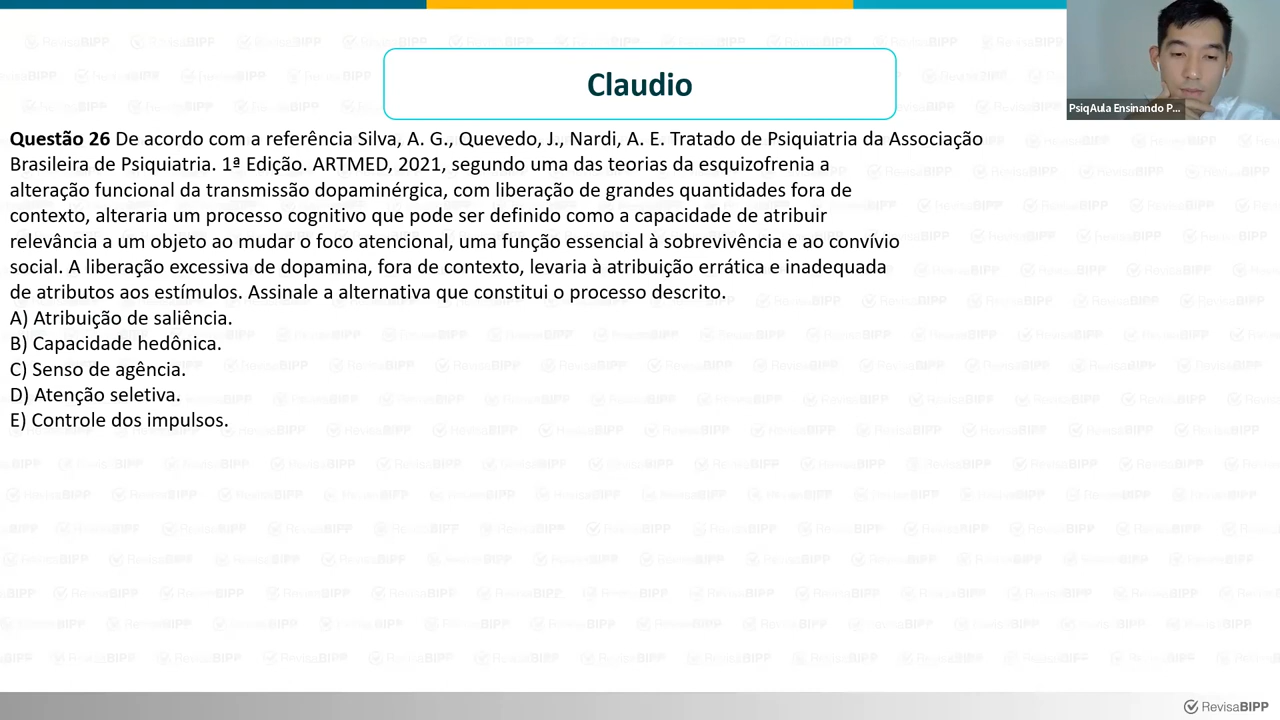 Claudio
PsiqAula Ensinando P...
Questão 26 De acordo com a referência Silva, A. G., Quevedo, J., Nardi, A. E. Tratado de Psiquiatria da Associação
Brasileira de Psiquiatria. 1ª Edição. ARTMED, 2021, segundo uma das teorias da esquizofrenia a
alteração funcional da transmissão dopaminérgica, com liberação de grandes quantidades fora de
contexto, alteraria um processo cognitivo que pode ser definido como a capacidade de atribuir
relevância a um objeto ao mudar o foco atencional, uma função essencial à sobrevivência e ao convívio
social. A liberação excessiva de dopamina, fora de contexto, levaria à atribuição errática e inadequada
de atributos aos estímulos. Assinale a alternativa que constitui o processo descrito.
A) Atribuição de saliência.
B) Capacidade hedônica.
C) Senso de agência.
D) Atenção seletiva.
E) Controle dos impulsos.
RevisaBIPP